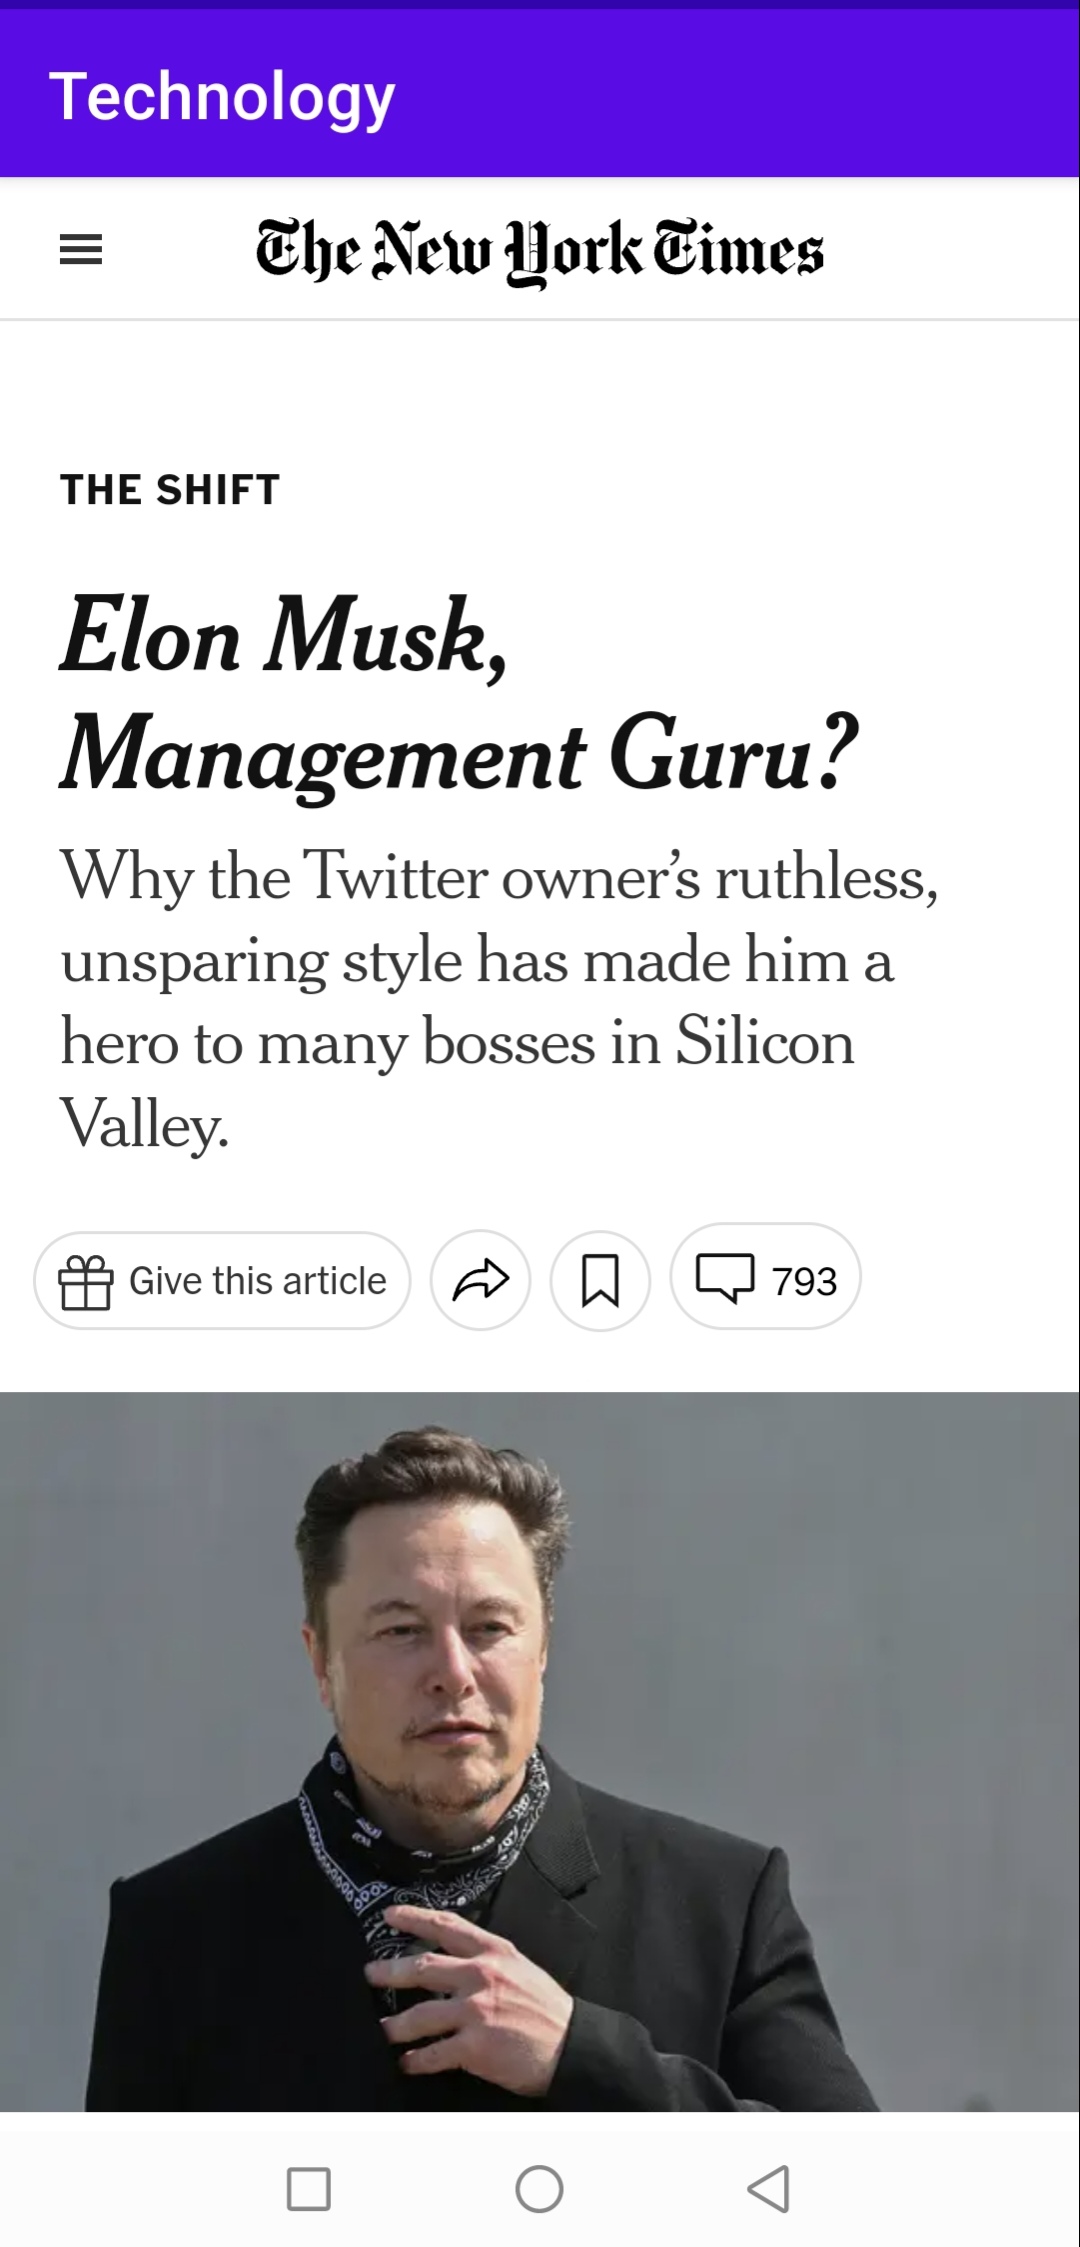 Technology
The New York Times
THE SHIFT
Elon Musk,
Management Guru?
Why the Twitter owner’s ruthless,
unsparing style has made him a
hero to many bosses in Silicon
Valley.
Give this article
793